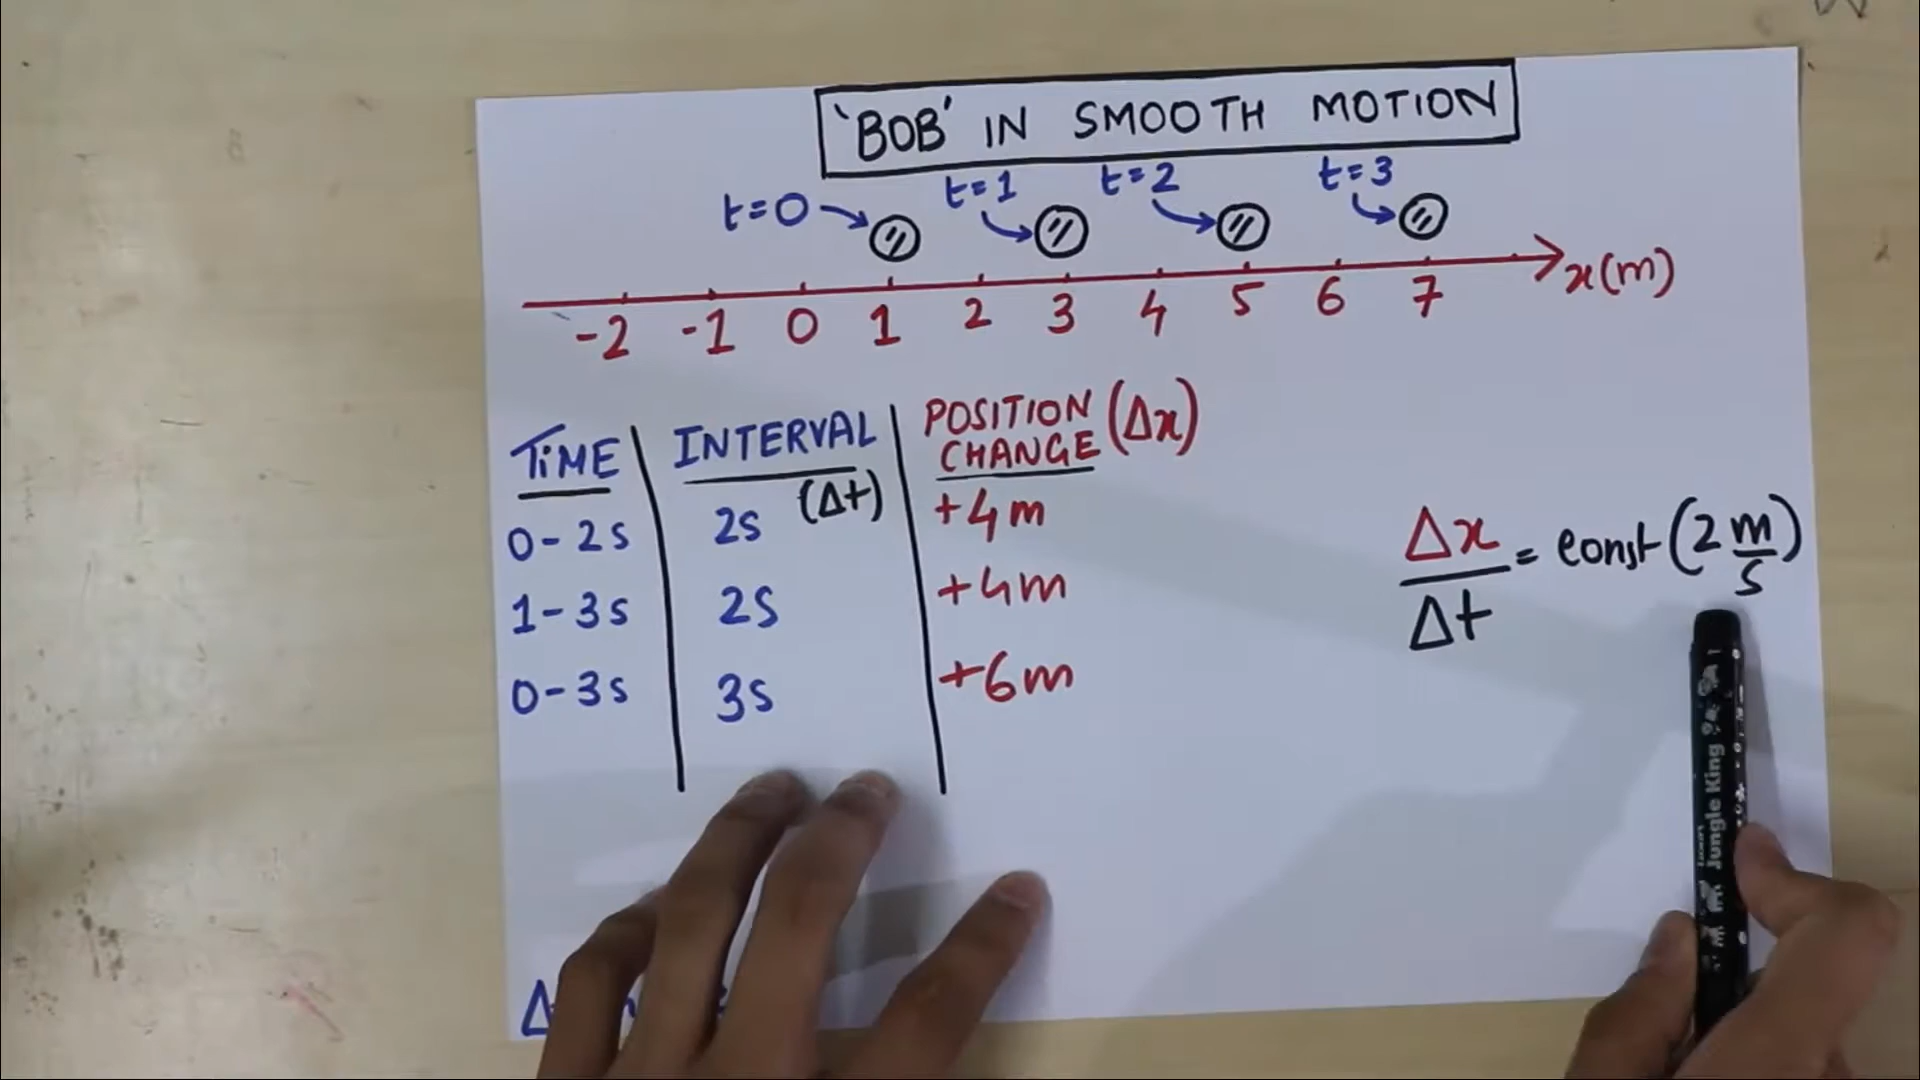 'BOB' IN SMOOTH MOTION
t=0 t=1 t=2 t=3
-2 -1 0 1 2 3 4 5 6 7 x(m)
TIME INTERVAL (Δt) POSITION CHANGE (Δx)
0-2s 2s +4m
1-3s 2s +4m
0-3s 3s +6m
Δx/Δt = const (2 m/s)
Jungle King